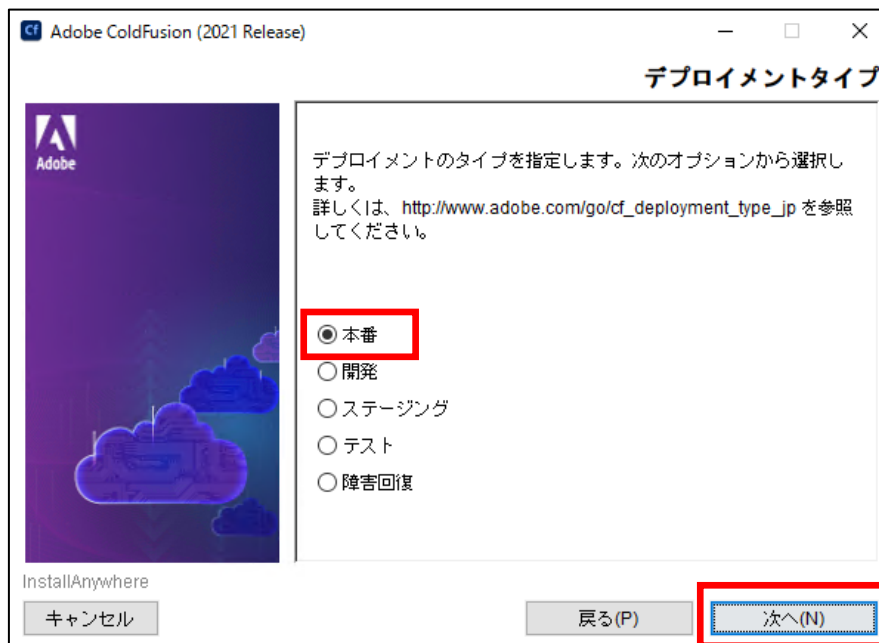 Cf Adobe ColdFusion (2021 Release)
デプロイメントタイプ
Adobe
デプロイメントのタイプを指定します。次のオプションから選択し
ます。
詳しくは、http://www.adobe.com/go/cf_deployment_type_jp を参照
してください。
本番
開発
ステージング
テスト
障害回復
InstallAnywhere
キャンセル
戻る(P)
次へ(N)